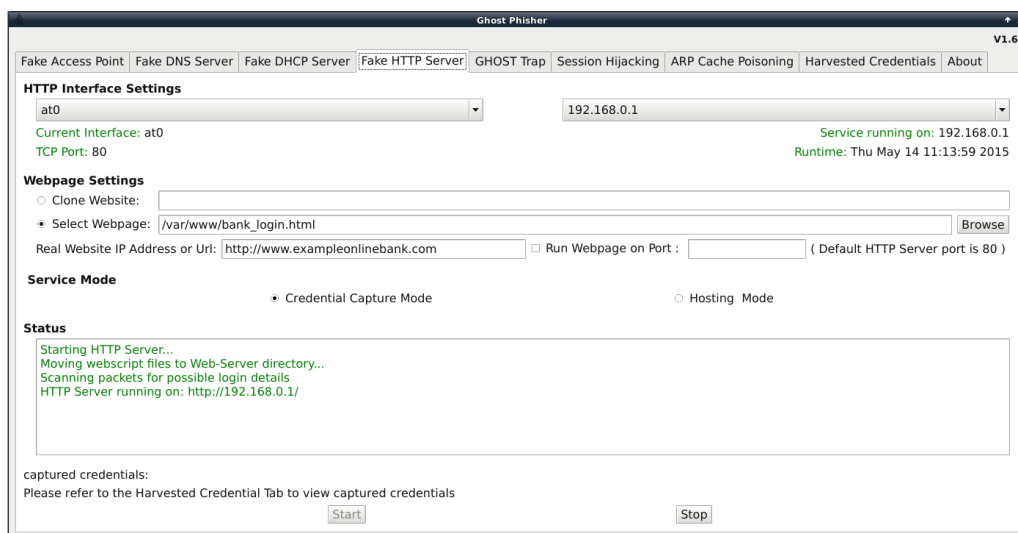 Ghost Phisher
V1.6
Fake Access Point Fake DNS Server Fake DHCP Server Fake HTTP Server GHOST Trap Session Hijacking ARP Cache Poisoning Harvested Credentials About
HTTP Interface Settings
at0 192.168.0.1
Current Interface: at0 Service running on: 192.168.0.1
TCP Port: 80 Runtime: Thu May 14 11:13:59 2015
Webpage Settings
Clone Website:
Select Webpage: /var/www/bank_login.html Browse
Real Website IP Address or Url: http://www.exampleonlinebank.com Run Webpage on Port : ( Default HTTP Server port is 80 )
Service Mode
Credential Capture Mode Hosting Mode
Status
Starting HTTP Server...
Moving webscript files to Web-Server directory...
Scanning packets for possible login details
HTTP Server running on: http://192.168.0.1/
captured credentials:
Please refer to the Harvested Credential Tab to view captured credentials
Start Stop